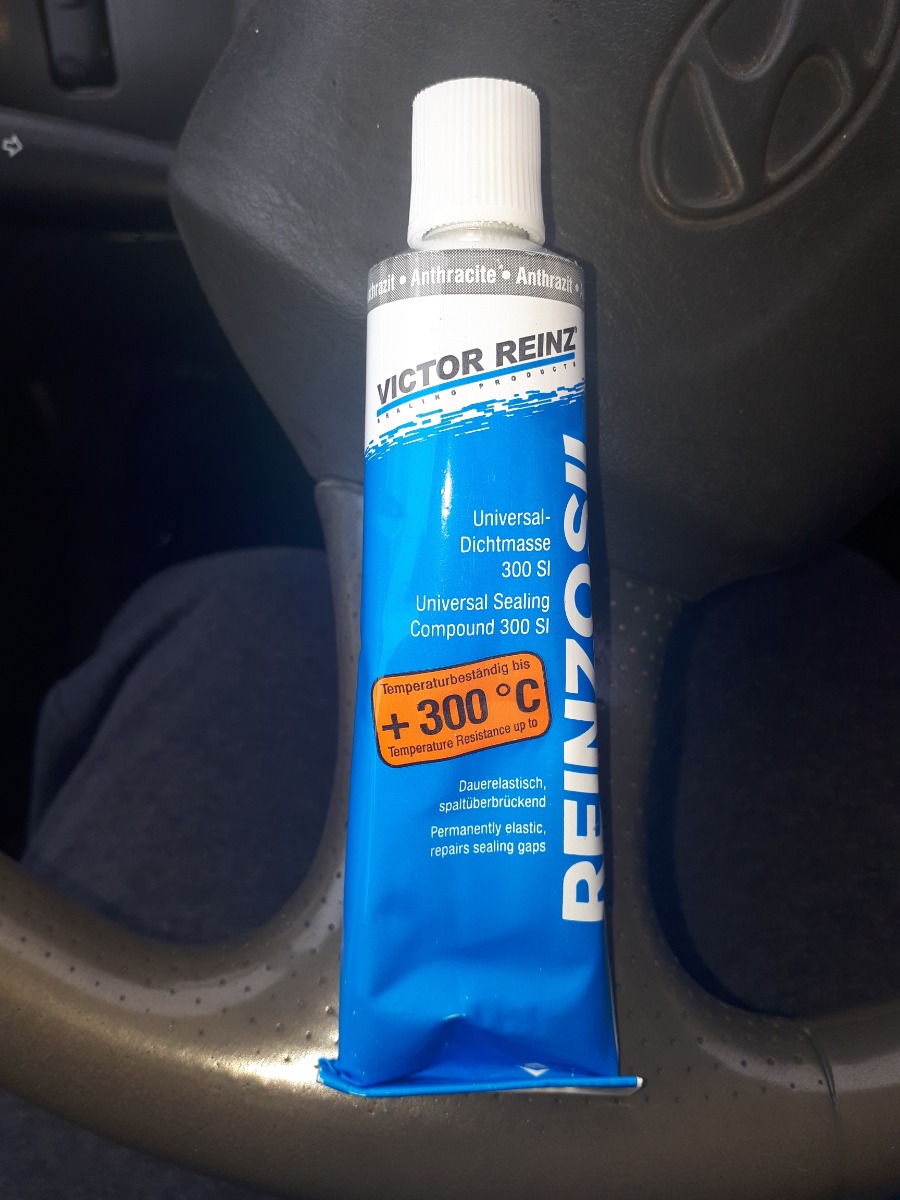 Anthracite • Anthrazit •
VICTOR REINZ®
SEALING PRODUCTS
Universal-
Dichtmasse
300 SI
Universal Sealing
Compound 300 SI
Temperaturbeständig bis
+ 300 °C
Temperature Resistance up to
Dauerelastisch,
spaltüberbrückend
Permanently elastic,
repairs sealing gaps
REINZOSIL